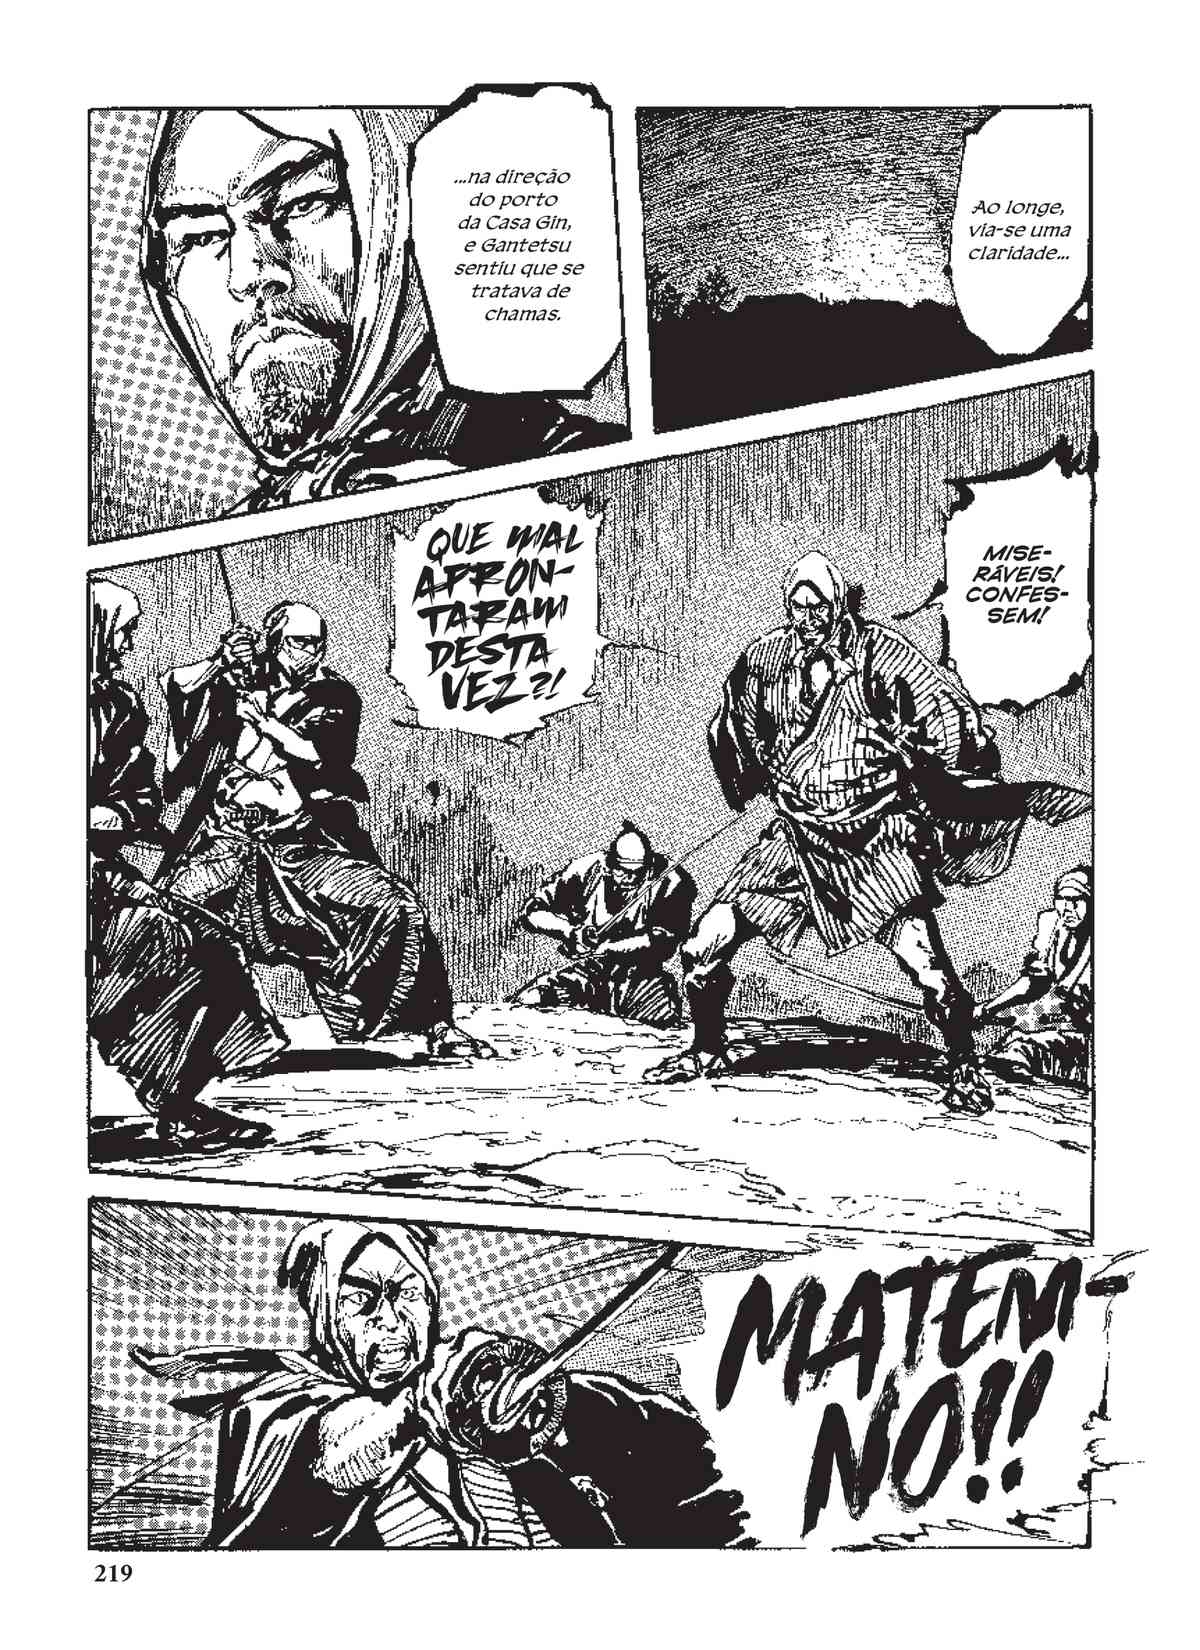 Ao longe,
via-se uma
claridade...
...na direção
do porto
da Casa Gin,
e Gantetsu
sentiu que se
tratava de
chamas.
MISE-
RÁVEIS!
CONFES-
SEM!
QUE MAL
APRON-
TARAM
DESTA
VEZ?!
MATEM-
NO!!
219